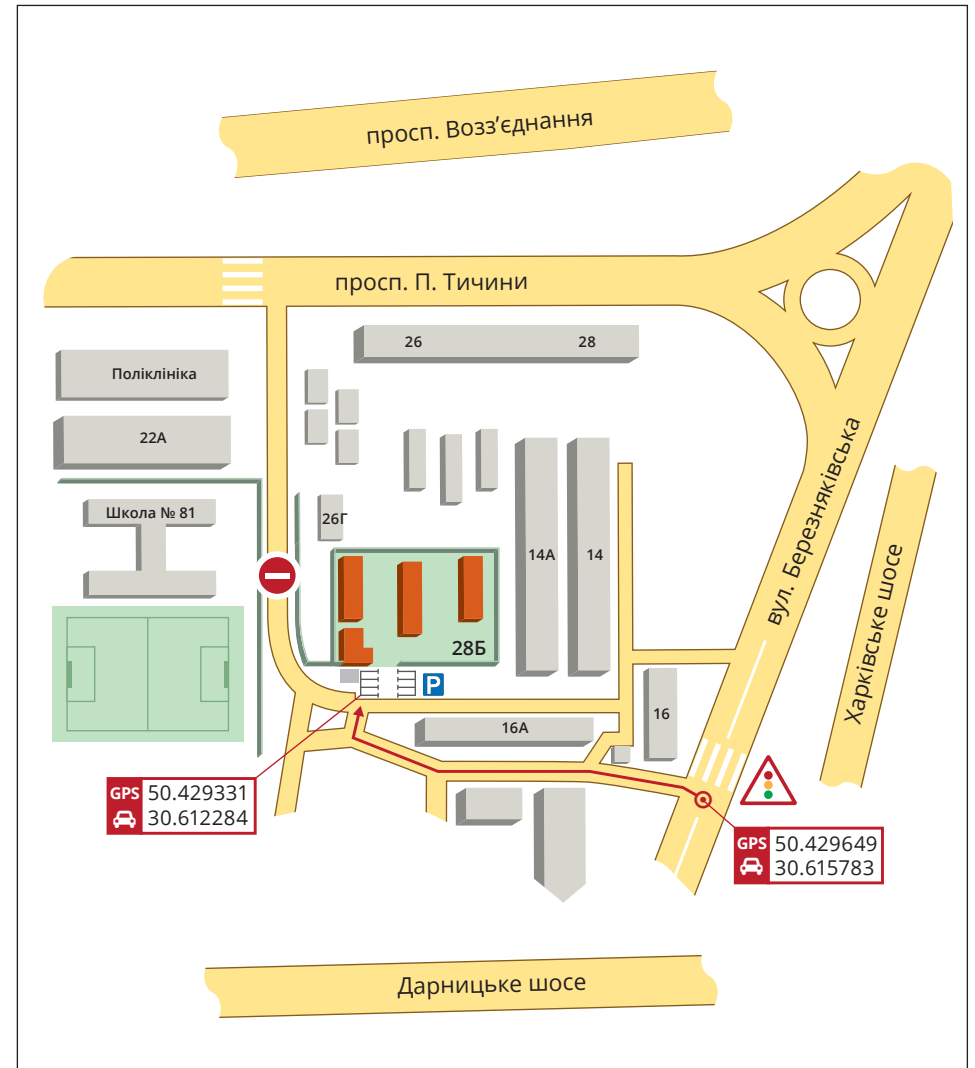 просп. Возз’єднання
просп. П. Тичини
26
28
Поліклініка
22А
вул. Березняківська
Школа № 81
26Г
14А
14
Харківське шосе
28Б
P
16
16А
GPS 50.429331
30.612284
GPS 50.429649
30.615783
Дарницьке шосе